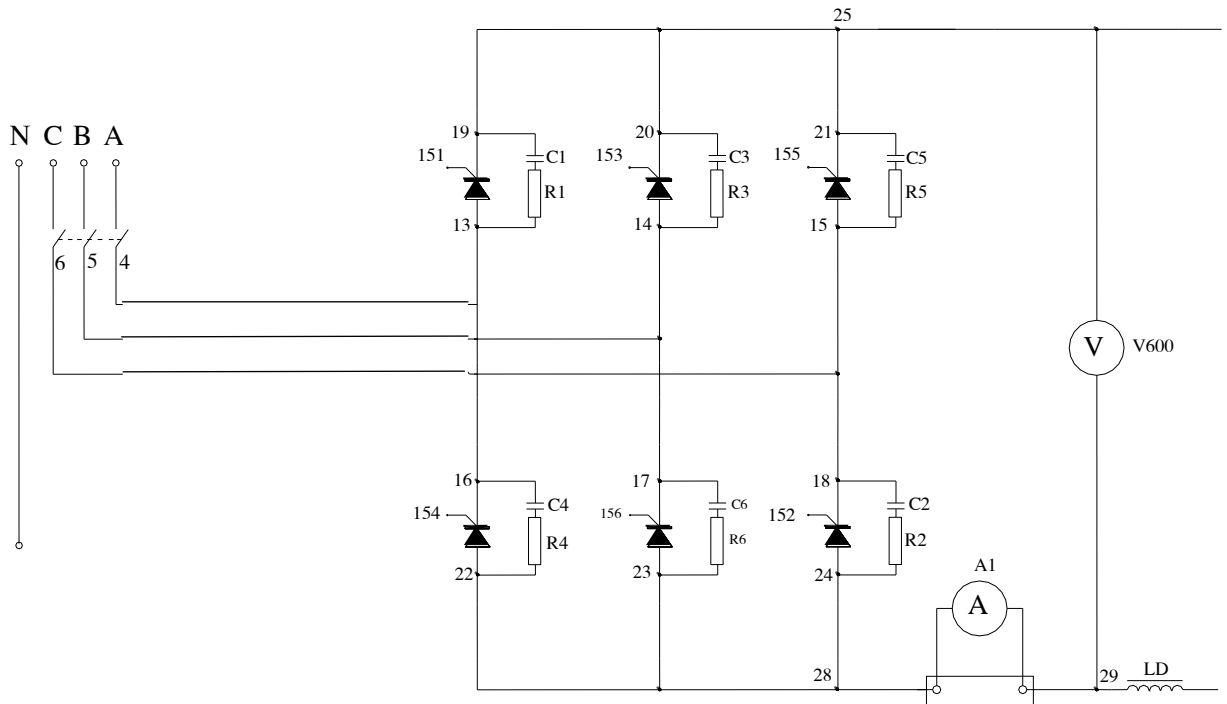 25
N C B A
19 20 21
151 C1 153 C3 155 C5
R1 R3 R5
13 14 15
6 5 4
V V600
16 17 18
154 C4 156 C6 152 C2
R4 R6 R2
22 23 24
A1
A
28 29 LD